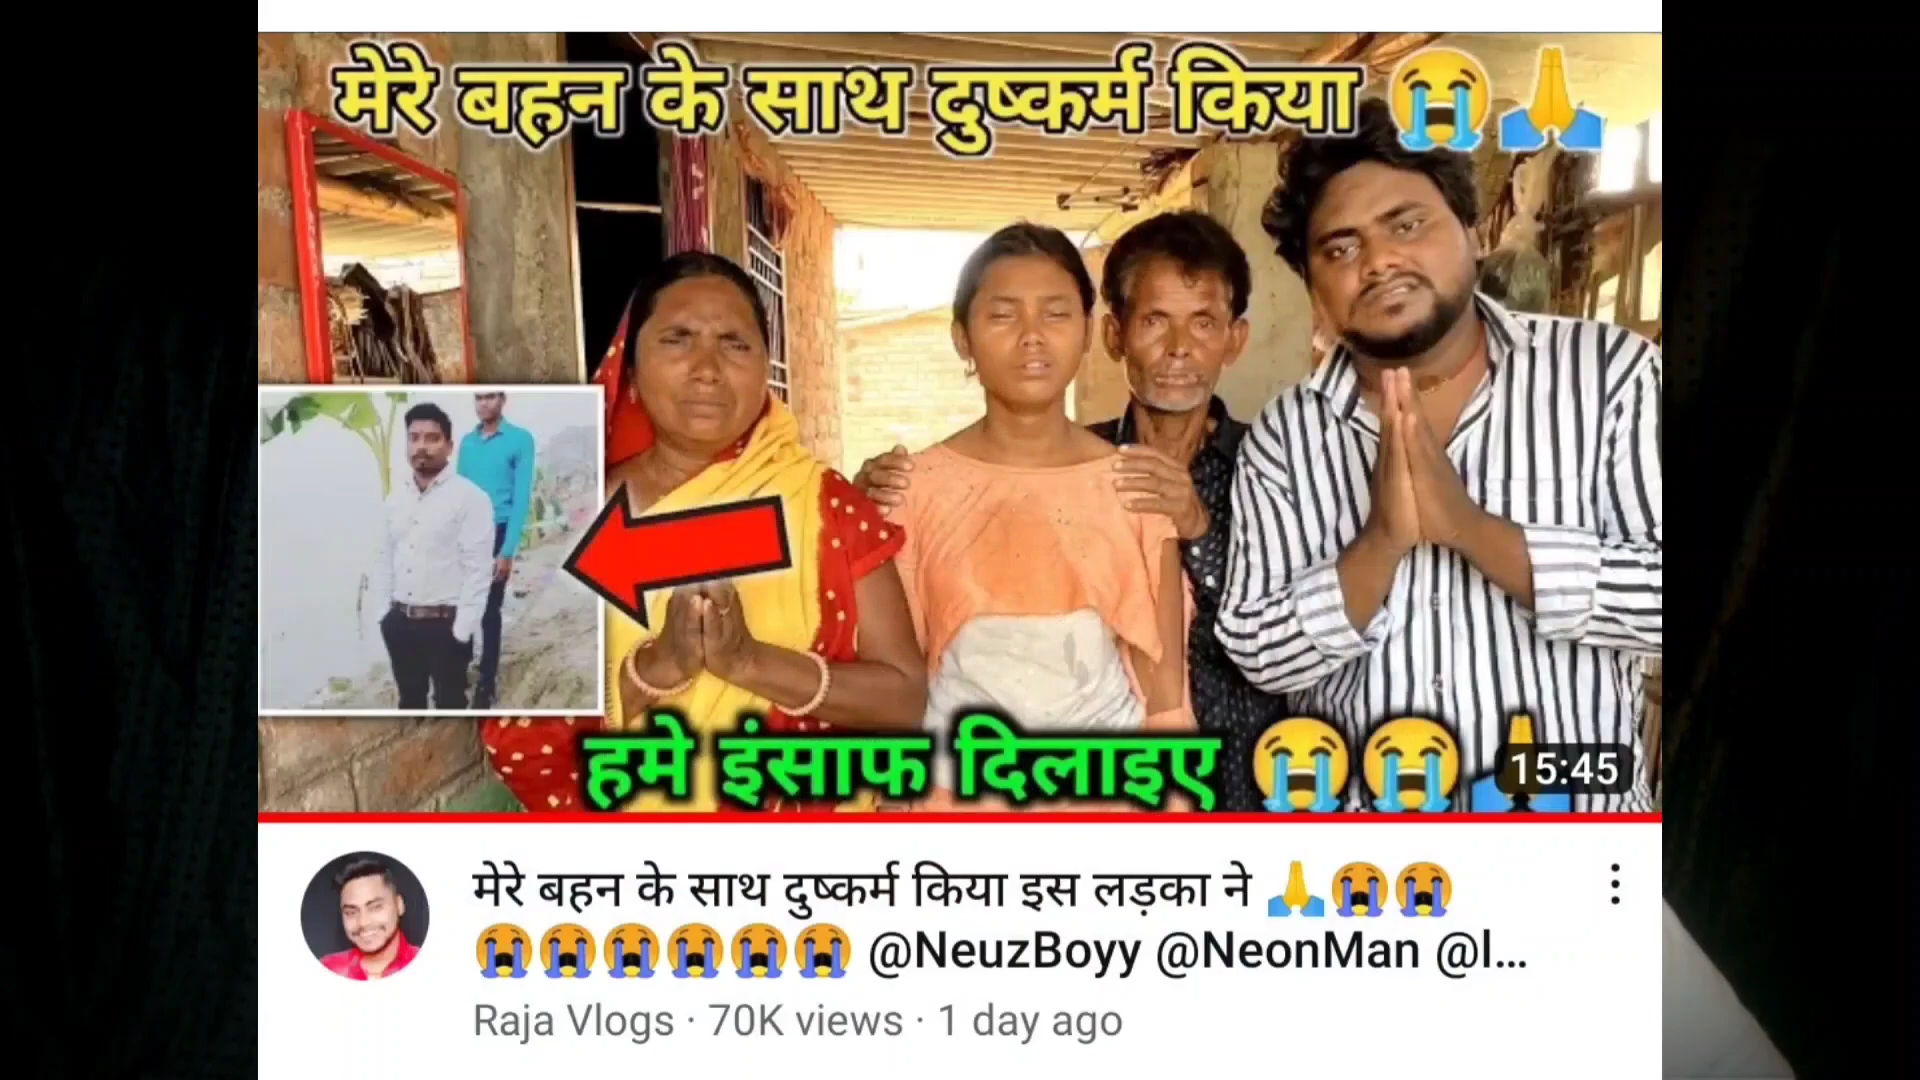 मेरे बहन के साथ दुष्कर्म किया 😭🙏
हमे इंसाफ दिलाइए 😭😭🙏
15:45
मेरे बहन के साथ दुष्कर्म किया इस लड़का ने 🙏😭😭
😭😭😭😭😭😭 @NeuzBoyy @NeonMan @l...
Raja Vlogs · 70K views · 1 day ago